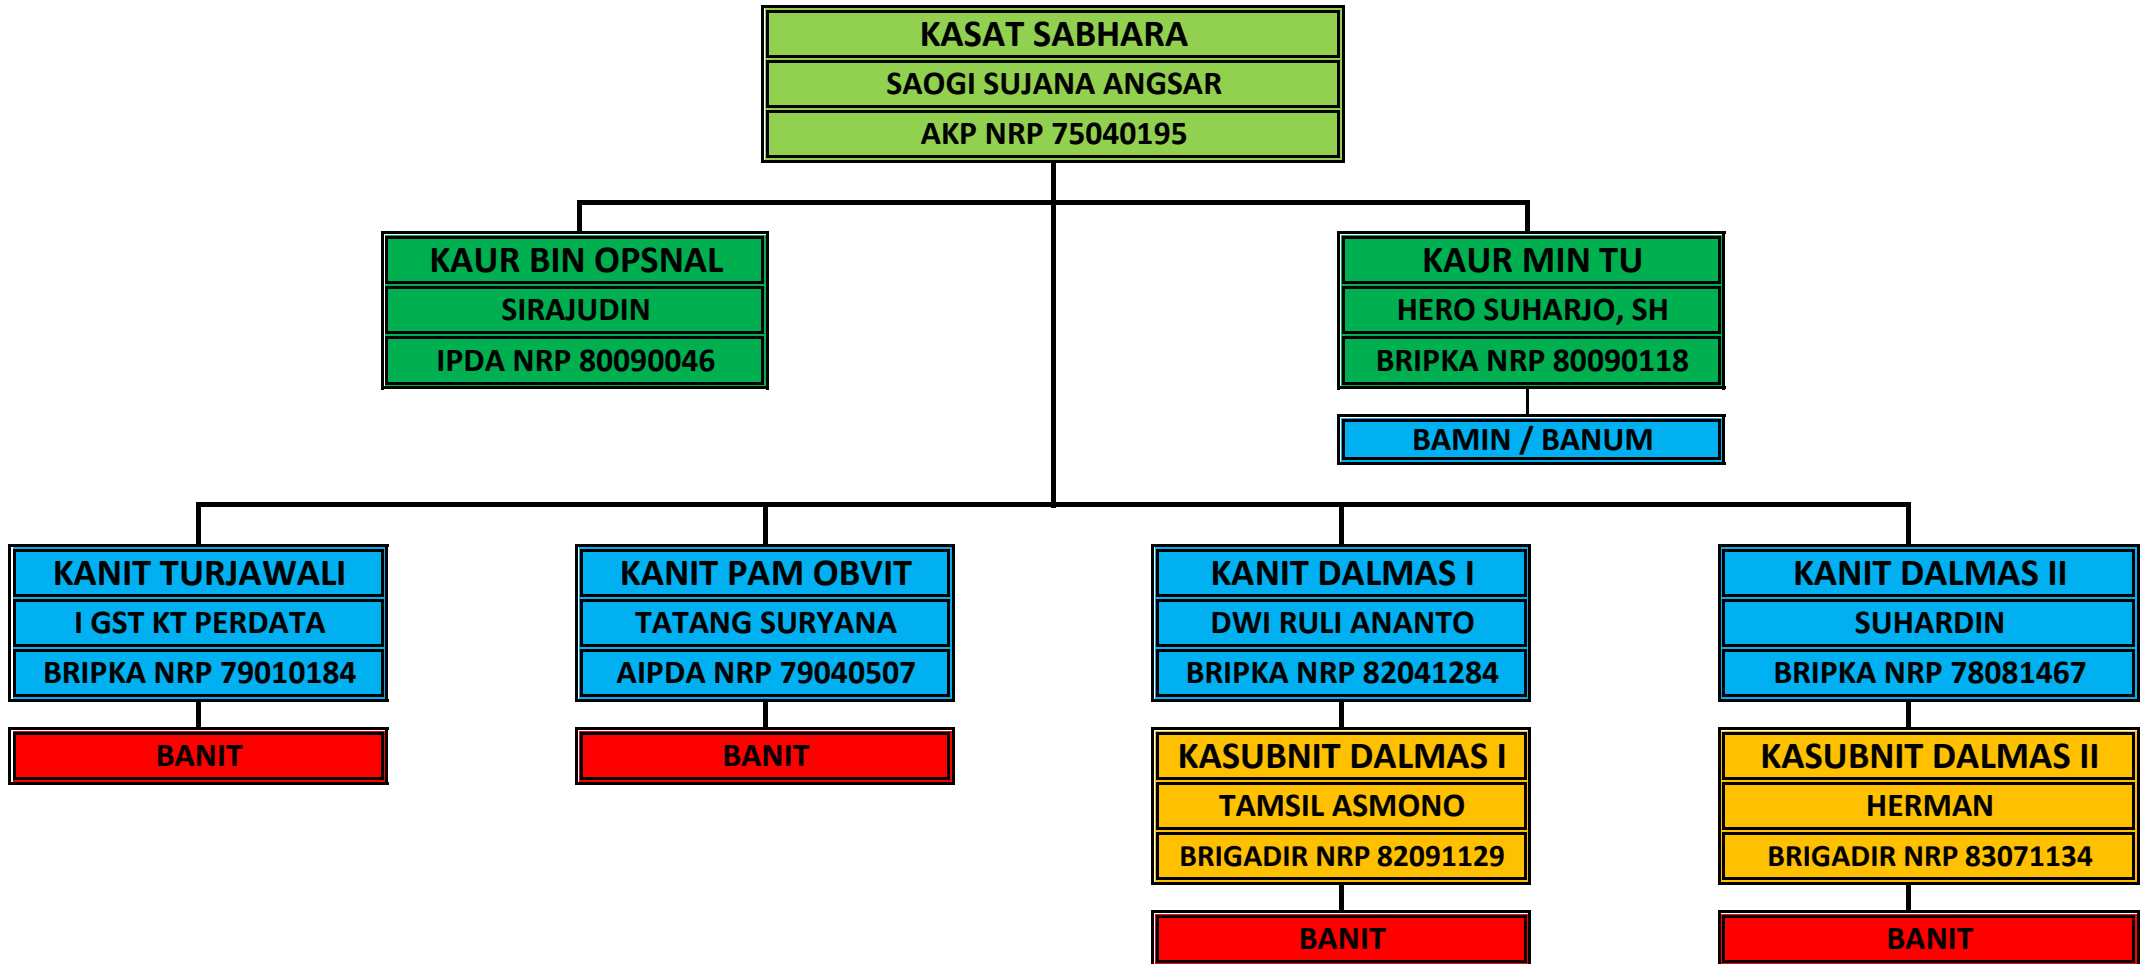 KASAT SABHARA
SAOGI SUJANA ANGSAR
AKP NRP 75040195
KAUR BIN OPSNAL
SIRAJUDIN
IPDA NRP 80090046
KAUR MIN TU
HERO SUHARJO, SH
BRIPKA NRP 80090118
BAMIN / BANUM
KANIT TURJAWALI
I GST KT PERDATA
BRIPKA NRP 79010184
BANIT
KANIT PAM OBVIT
TATANG SURYANA
AIPDA NRP 79040507
BANIT
KANIT DALMAS I
DWI RULI ANANTO
BRIPKA NRP 82041284
KASUBNIT DALMAS I
TAMSIL ASMONO
BRIGADIR NRP 82091129
BANIT
KANIT DALMAS II
SUHARDIN
BRIPKA NRP 78081467
KASUBNIT DALMAS II
HERMAN
BRIGADIR NRP 83071134
BANIT